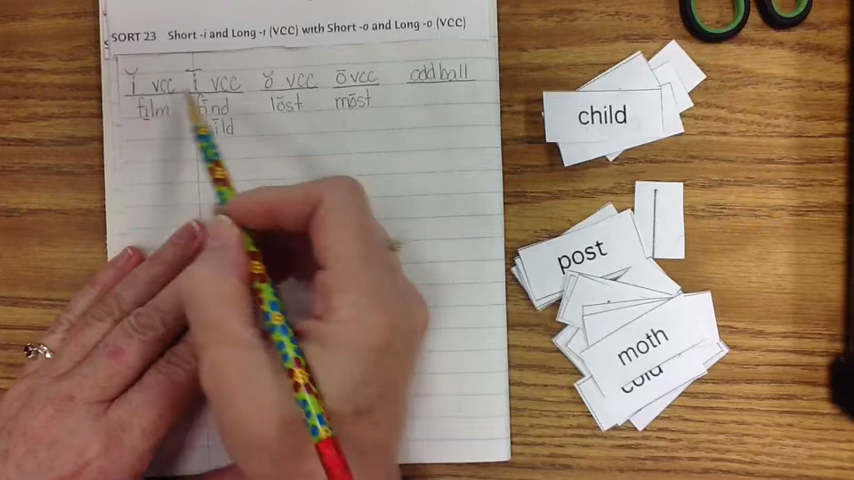 SORT 23 Short -i and Long -i (VCC) with Short -o and Long -o (VCC)
ĭ vcc ī vcc ŏ vcc ō vcc oddball
film find lŏst mōst
child
post
moth
cold